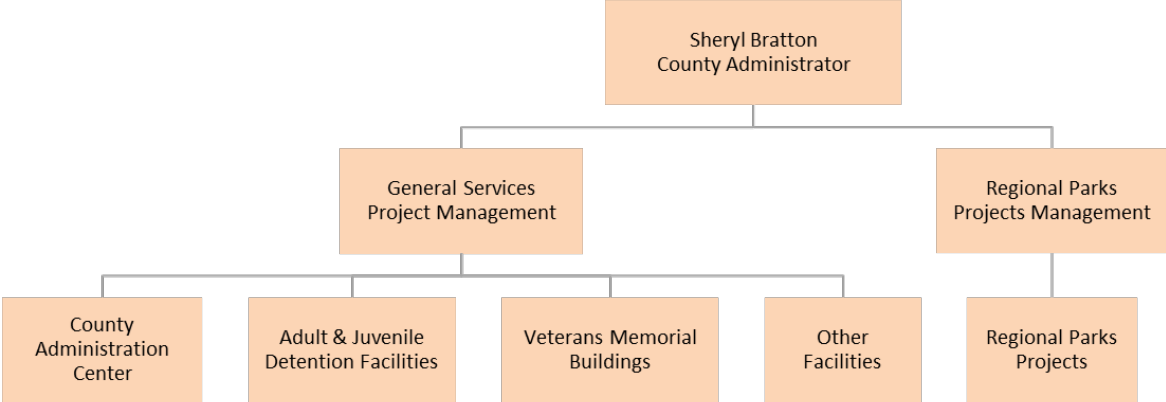 Sheryl Bratton
County Administrator
General Services
Project Management
Regional Parks
Projects Management
County
Administration
Center
Adult & Juvenile
Detention Facilities
Veterans Memorial
Buildings
Other
Facilities
Regional Parks
Projects